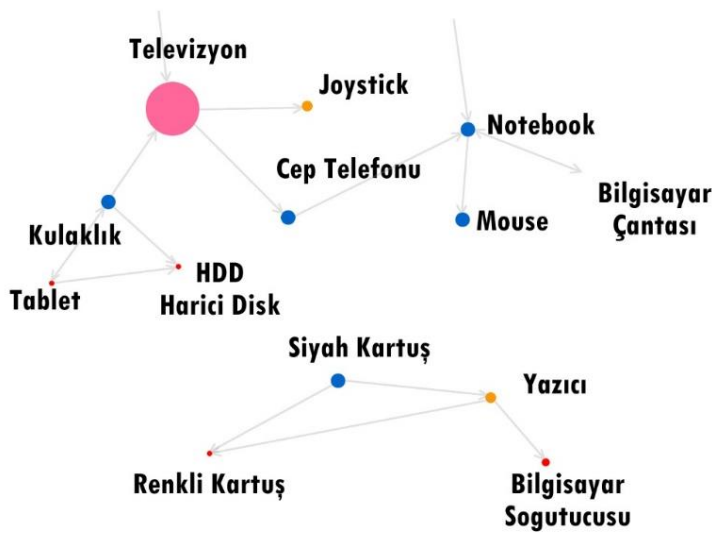 Televizyon
Joystick
Notebook
Cep Telefonu
Bilgisayar
Çantası
Mouse
Kulaklık
HDD
Harici Disk
Tablet
Siyah Kartuş
Yazıcı
Renkli Kartuş
Bilgisayar
Sogutucusu